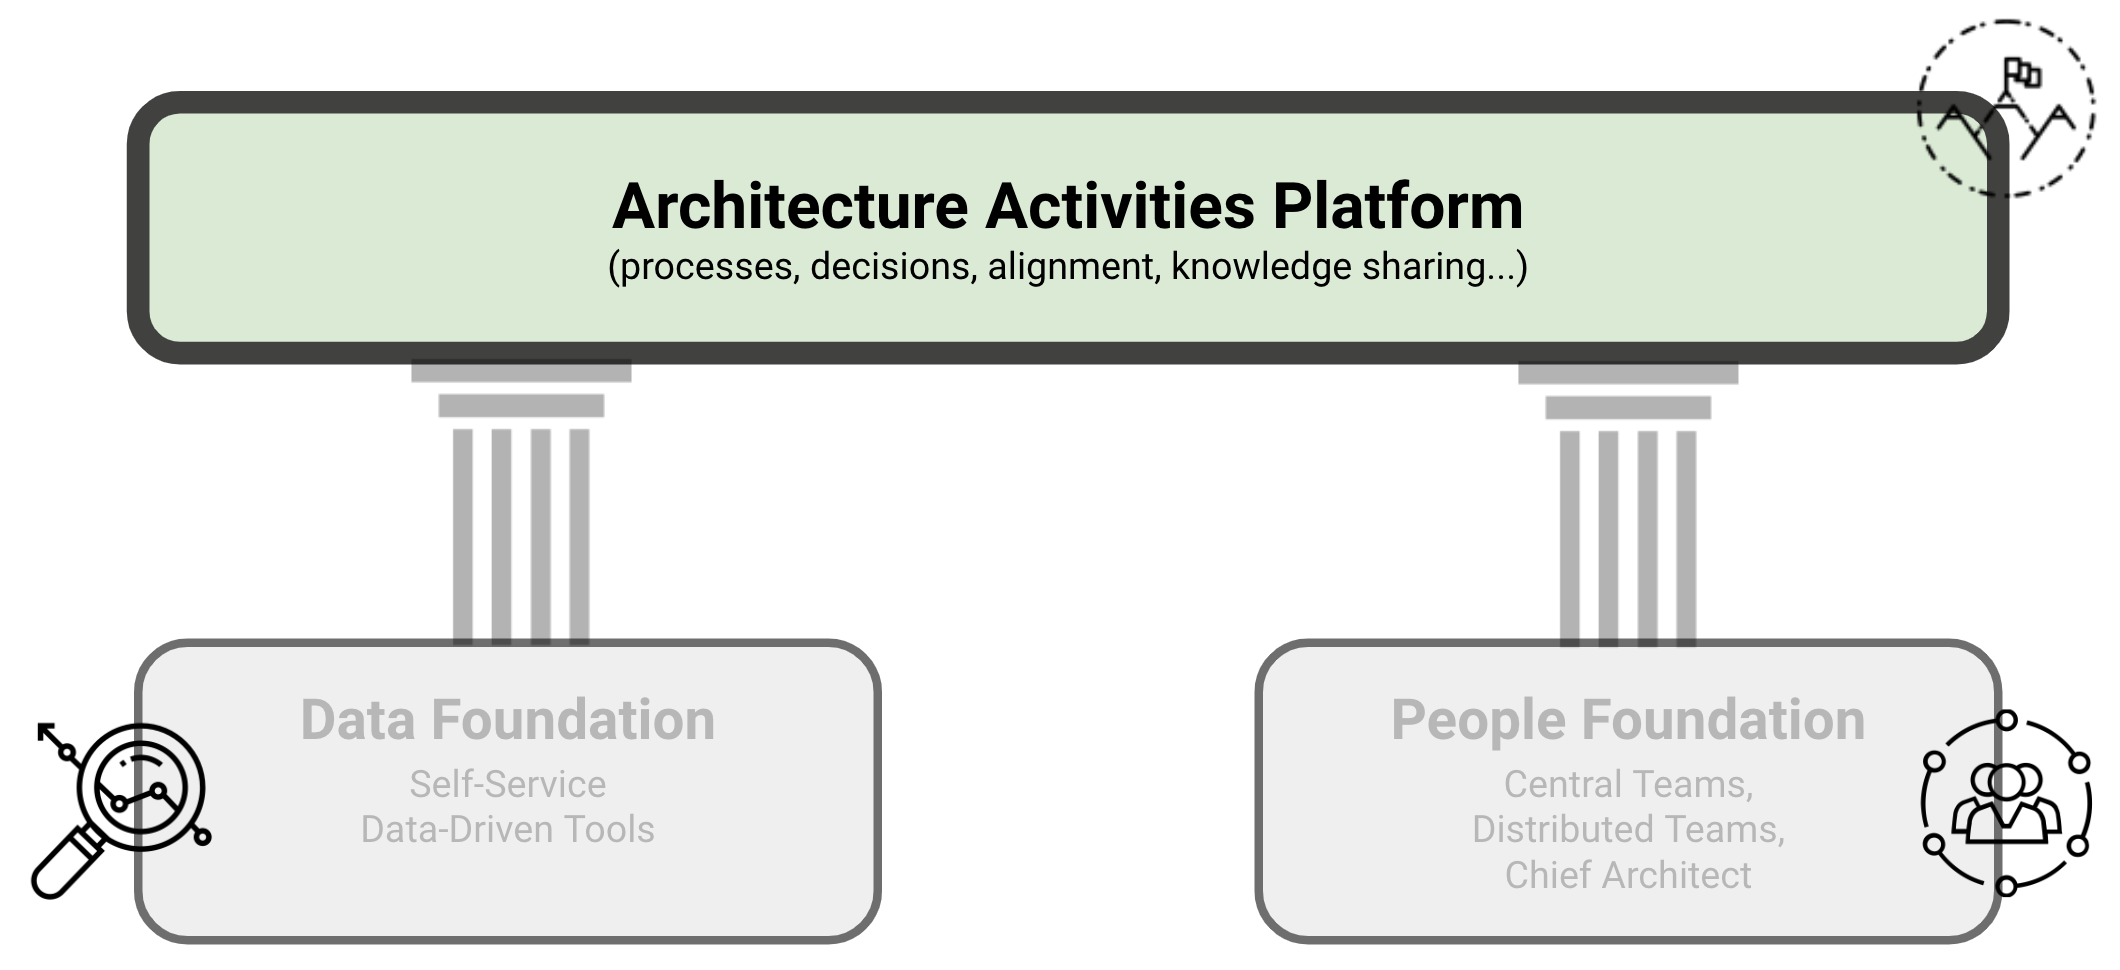 Architecture Activities Platform
(processes, decisions, alignment, knowledge sharing...)
Data Foundation
Self-Service
Data-Driven Tools
People Foundation
Central Teams,
Distributed Teams,
Chief Architect